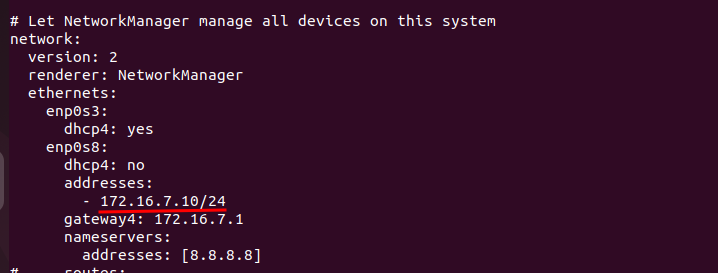 # Let NetworkManager manage all devices on this system
network:
  version: 2
  renderer: NetworkManager
  ethernets:
    enp0s3:
      dhcp4: yes
    enp0s8:
      dhcp4: no
      addresses:
        - 172.16.7.10/24
      gateway4: 172.16.7.1
      nameservers:
        addresses: [8.8.8.8]
#     routes: